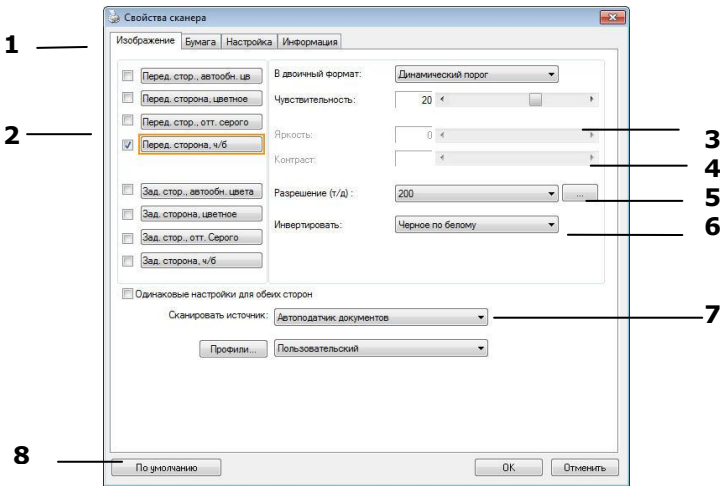 Свойства сканера
Изображение Бумага Настройка Информация
1
2
Перед. стор., автообн. цв
Перед. сторона, цветное
Перед. стор., отт. серого
Перед. сторона, ч/б
Зад. стор., автообн. цвета
Зад. сторона, цветное
Зад. стор., отт. Серого
Зад. сторона, ч/б
В двоичный формат: Динамический порог
Чувствительность: 20
Яркость: 0
Контраст:
Разрешение (т/д) : 200 ...
Инвертировать: Черное по белому
3
4
5
6
Одинаковые настройки для обеих сторон
Сканировать источник: Автоподатчик документов
7
Профили... Пользовательский
8
По умолчанию OK Отменить